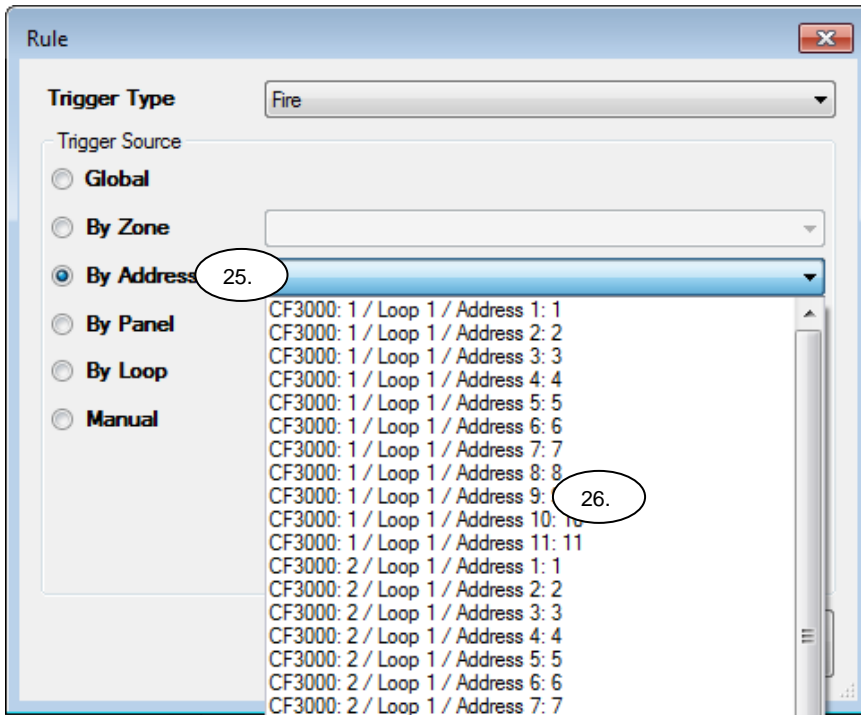 Rule
Trigger Type
Fire
Trigger Source
Global
By Zone
By Address
25.
By Panel
By Loop
Manual
CF3000: 1 / Loop 1 / Address 1: 1
CF3000: 1 / Loop 1 / Address 2: 2
CF3000: 1 / Loop 1 / Address 3: 3
CF3000: 1 / Loop 1 / Address 4: 4
CF3000: 1 / Loop 1 / Address 5: 5
CF3000: 1 / Loop 1 / Address 6: 6
CF3000: 1 / Loop 1 / Address 7: 7
CF3000: 1 / Loop 1 / Address 8: 8
CF3000: 1 / Loop 1 / Address 9:
26.
CF3000: 1 / Loop 1 / Address 10: 10
CF3000: 1 / Loop 1 / Address 11: 11
CF3000: 2 / Loop 1 / Address 1: 1
CF3000: 2 / Loop 1 / Address 2: 2
CF3000: 2 / Loop 1 / Address 3: 3
CF3000: 2 / Loop 1 / Address 4: 4
CF3000: 2 / Loop 1 / Address 5: 5
CF3000: 2 / Loop 1 / Address 6: 6
CF3000: 2 / Loop 1 / Address 7: 7